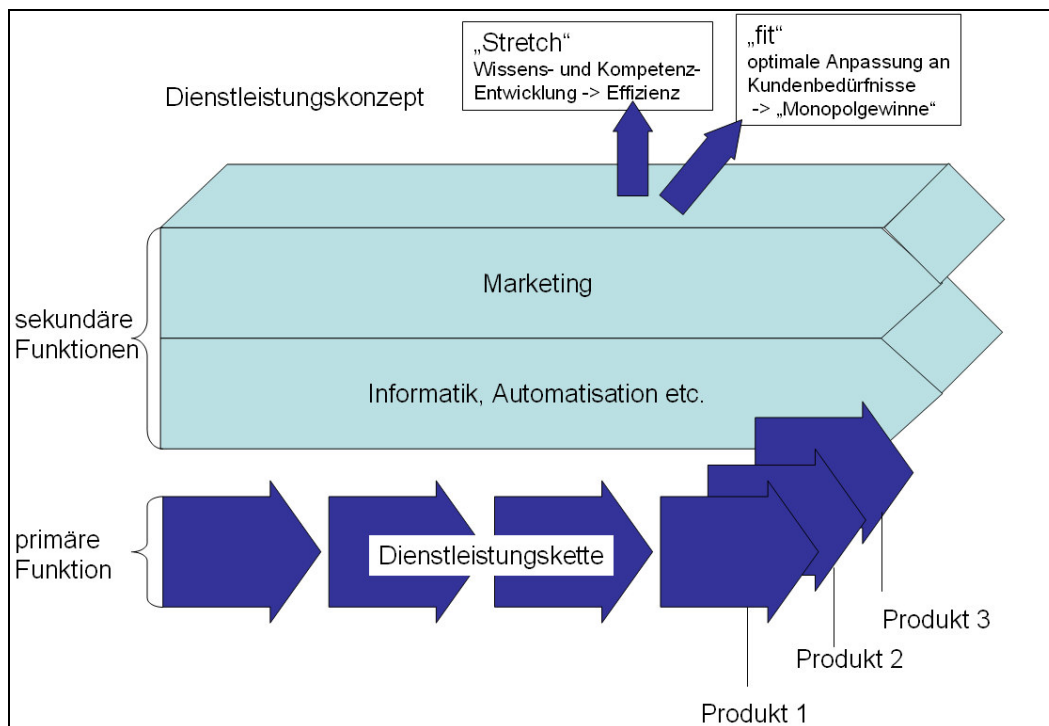 „Stretch“
Wissens- und Kompetenz-
Entwicklung -> Effizienz
„fit“
optimale Anpassung an
Kundenbedürfnisse
-> „Monopolgewinne“
Dienstleistungskonzept
sekundäre
Funktionen
Marketing
Informatik, Automatisation etc.
primäre
Funktion
Dienstleistungskette
Produkt 3
Produkt 2
Produkt 1